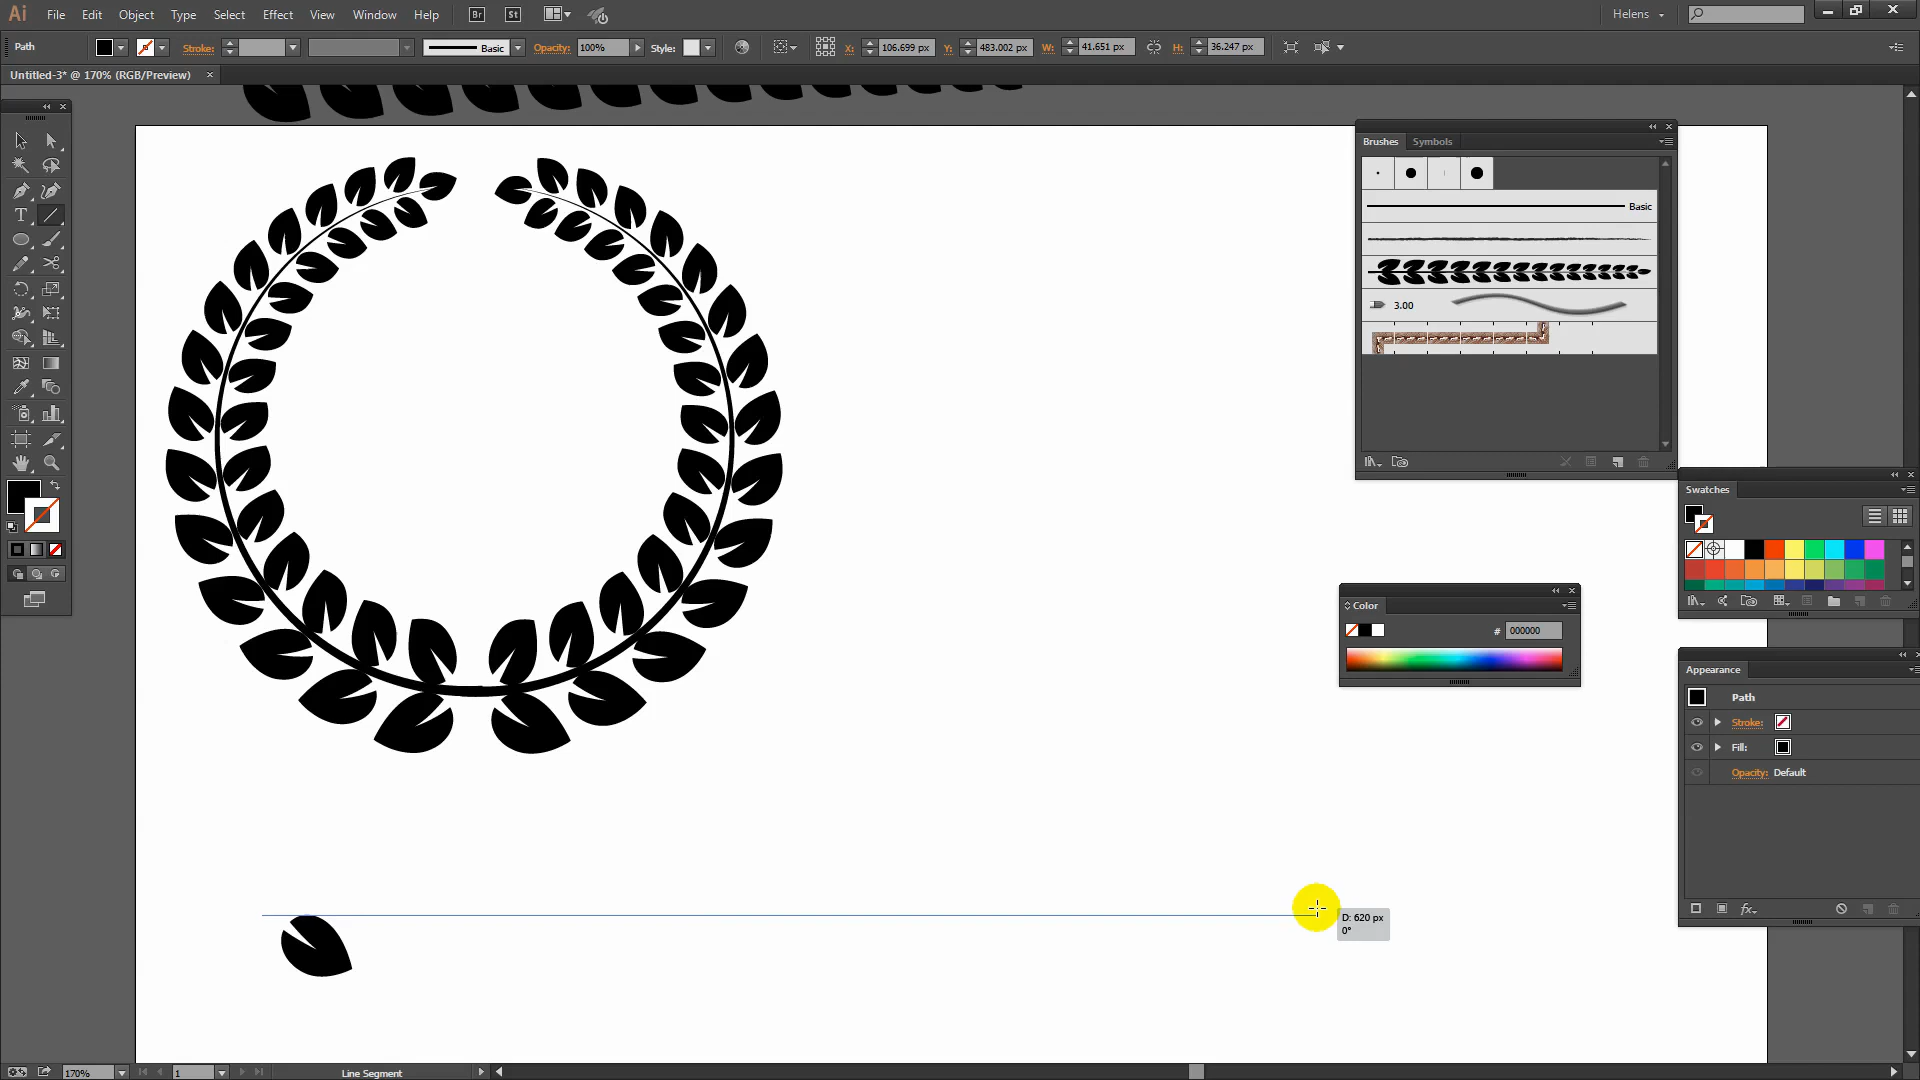 Ai File Edit Object Type Select Effect View Window Help Br St Helens
Path Stroke: Basic Opacity: 100% Style: X: 106.699 px Y: 483.002 px W: 41.651 px H: 36.247 px
Untitled-3* @ 170% (RGB/Preview)
Brushes Symbols
Basic
3.00
Swatches
Color
# 000000
Appearance
Path
Stroke:
Fill:
Opacity: Default
fx
D: 620 px
0°
T
170% 1 Line Segment